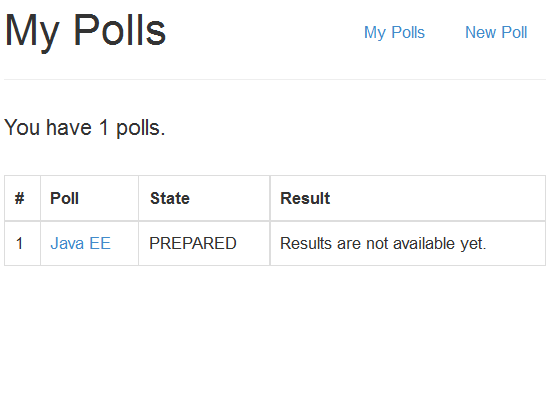 My Polls
My Polls New Poll
You have 1 polls.
# Poll State Result
1 Java EE PREPARED Results are not available yet.